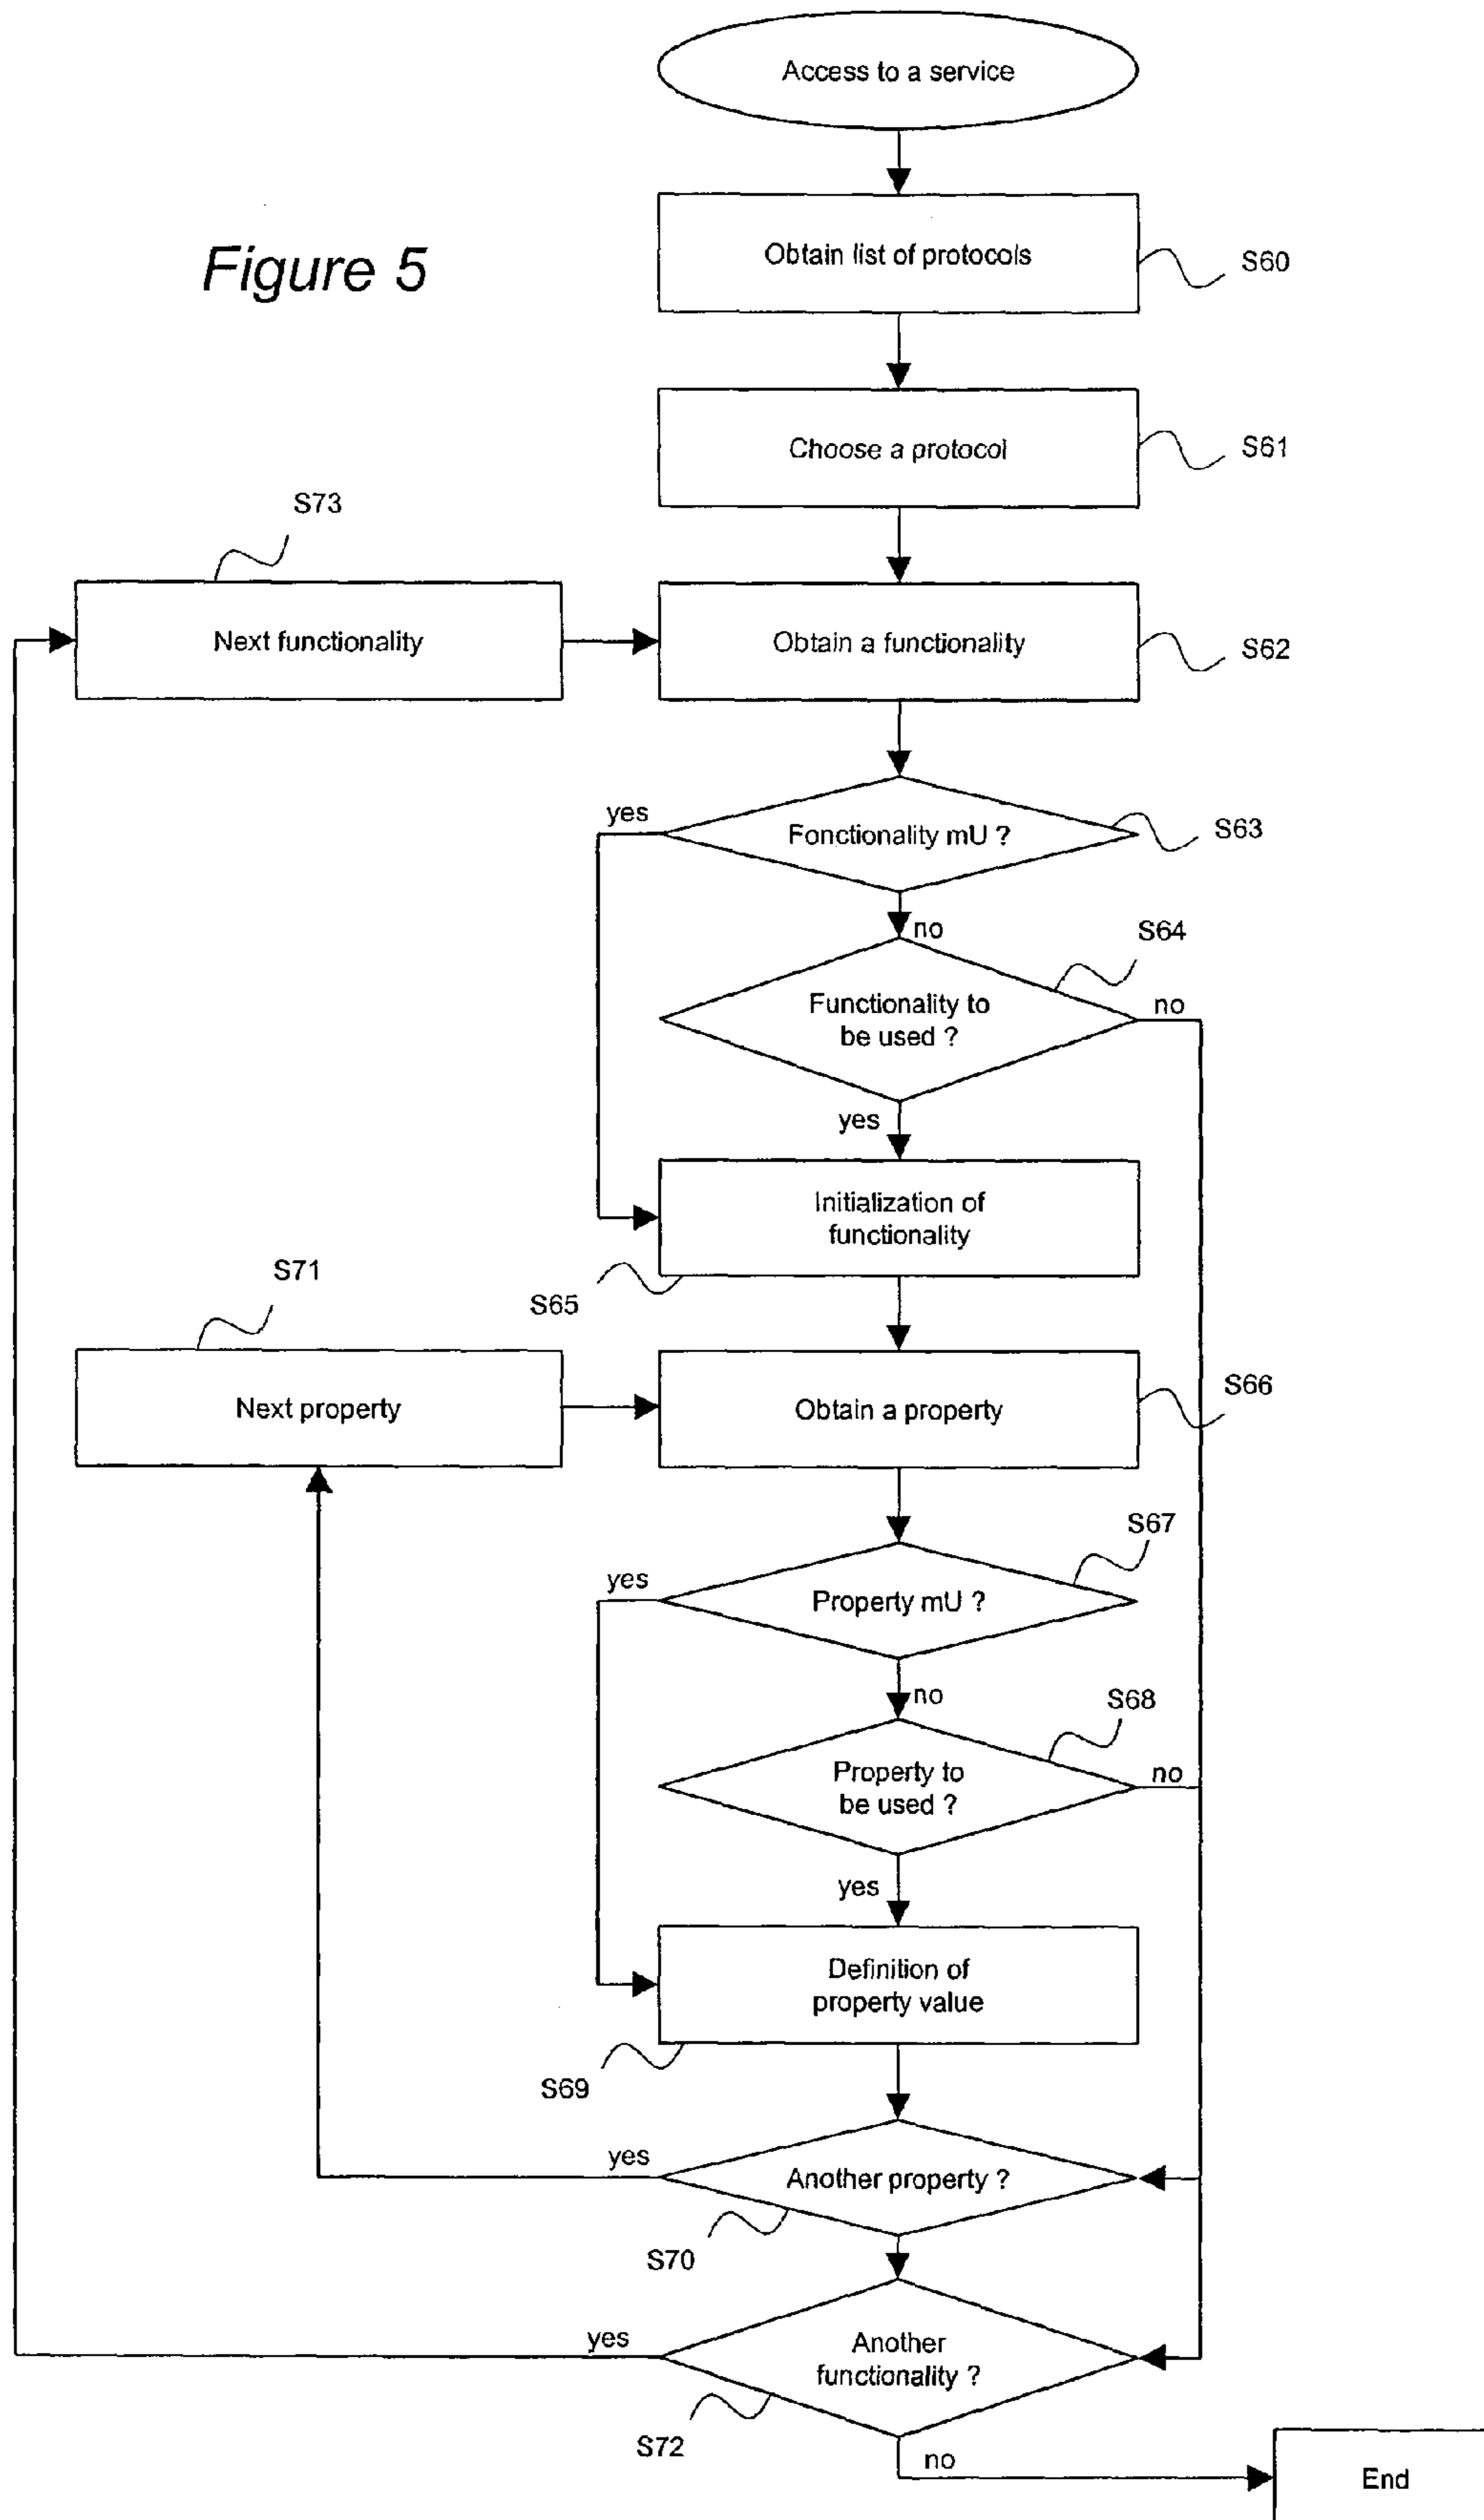 Access to a service
Figure 5
Obtain list of protocols
S60
Choose a protocol
S61
S73
Next functionality
Obtain a functionality
S62
yes
Fonctionality mU ?
S63
no
S64
Functionality to
be used ?
no
yes
Initialization of
functionality
S71
S65
Next property
Obtain a property
S66
S67
yes
Property mU ?
no
S68
Property to
be used ?
no
yes
Definition of
property value
S69
yes
Another property ?
S70
yes
Another
functionality ?
S72
no
End